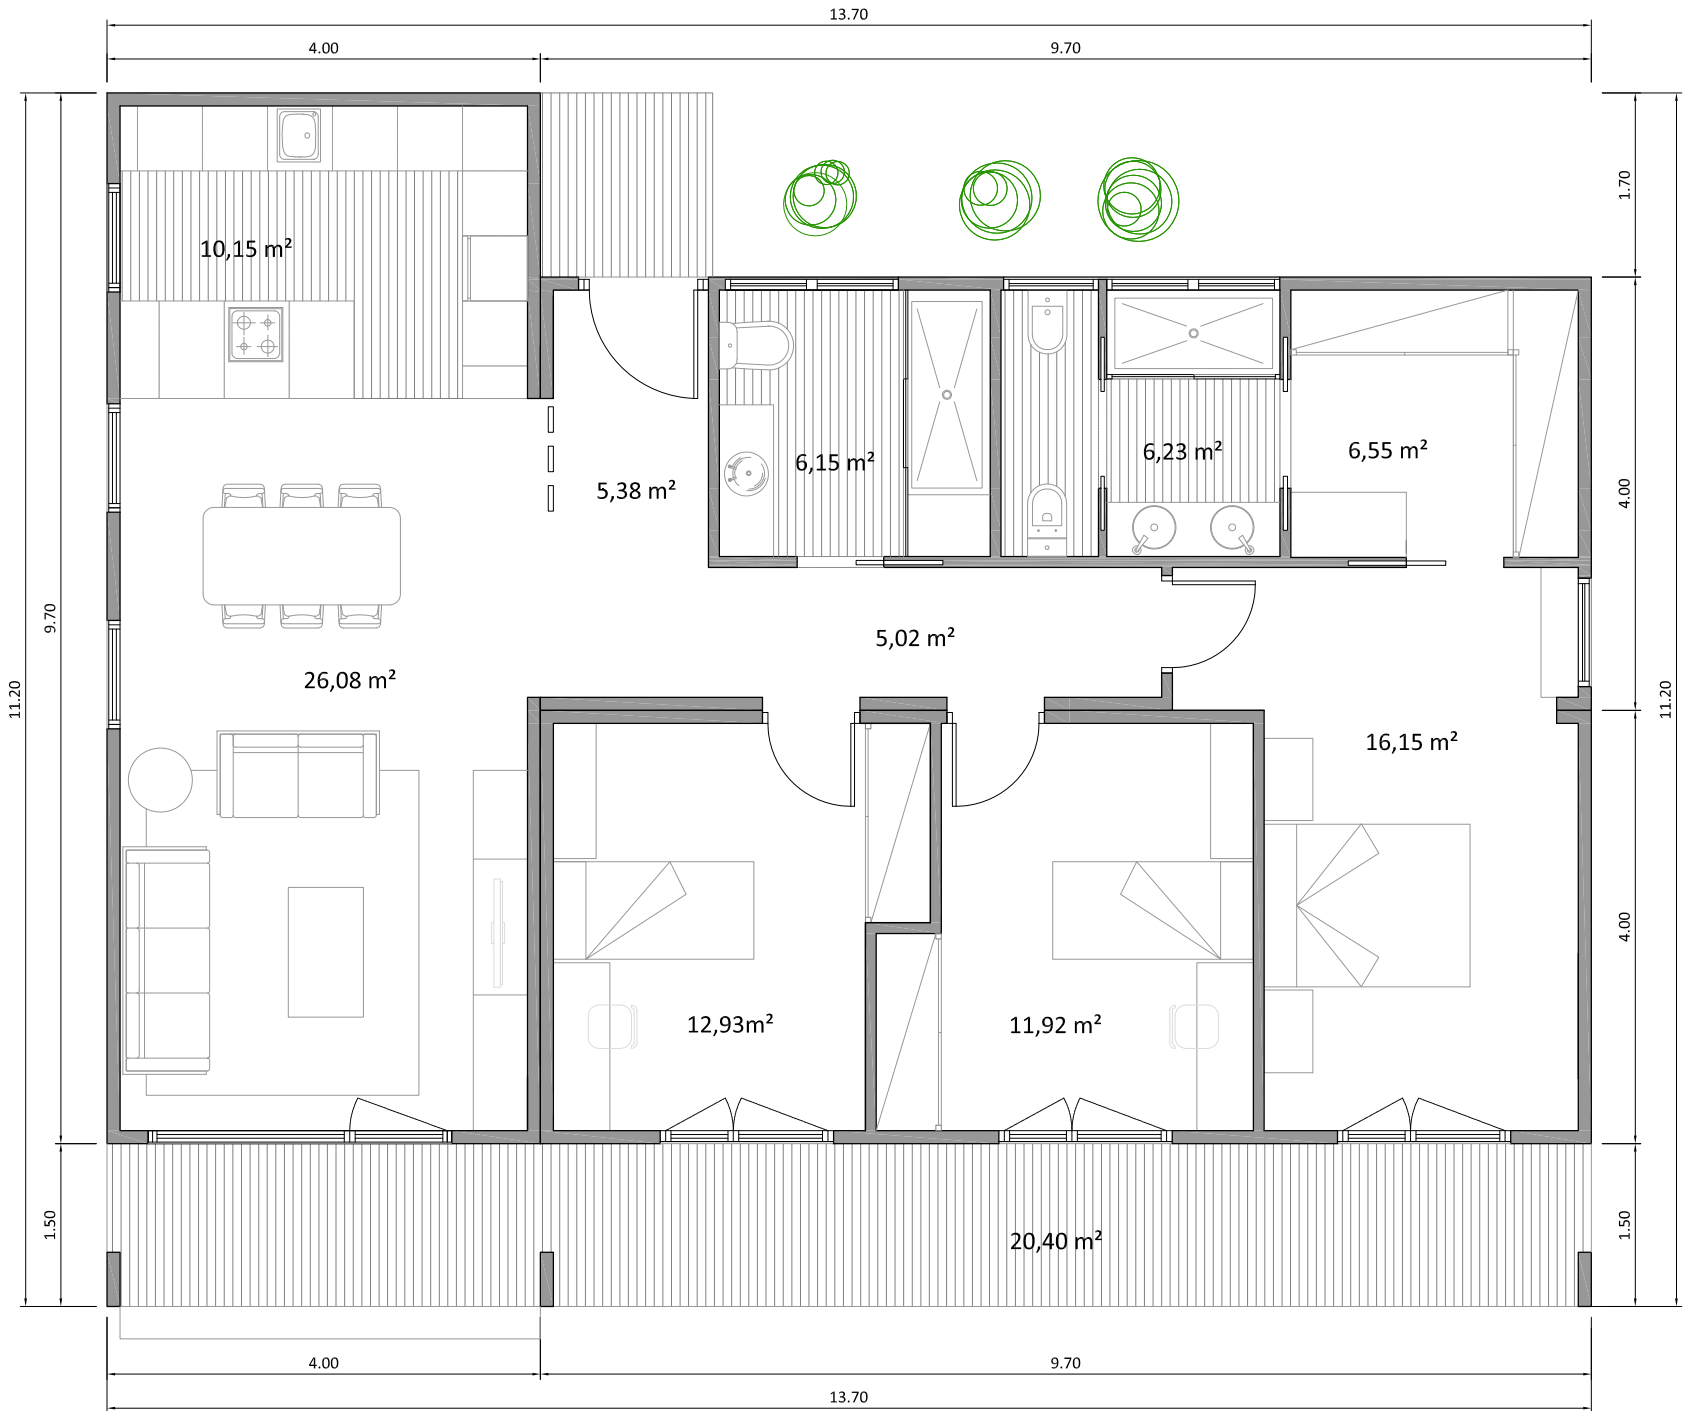 13.70
4.00
9.70
1.70
10,15 m²
6,15 m²
6,23 m²
6,55 m²
5,38 m²
4.00
9.70
5,02 m²
26,08 m²
11.20
11.20
16,15 m²
4.00
12,93m²
11,92 m²
1.50
20,40 m²
1.50
4.00
9.70
13.70